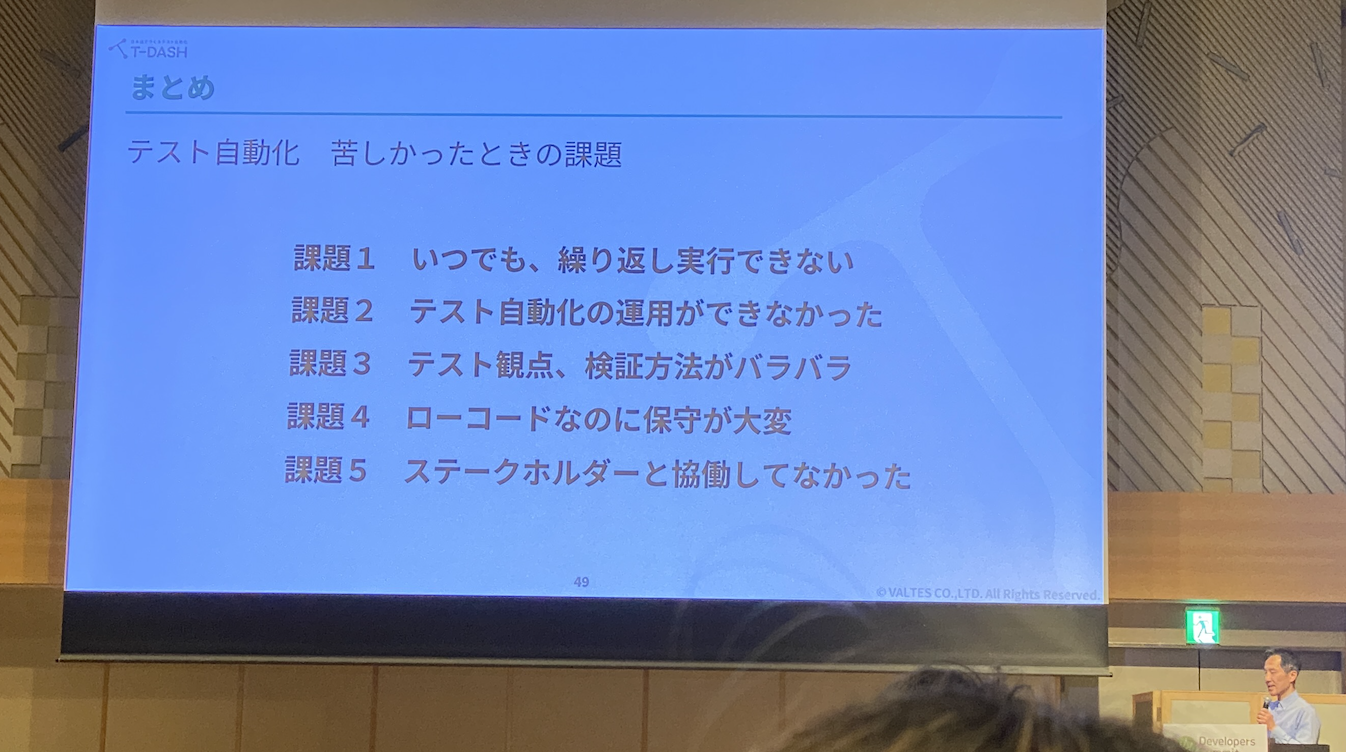 T-DASH
まとめ
テスト自動化　苦しかったときの課題
課題１　いつでも、繰り返し実行できない
課題２　テスト自動化の運用ができなかった
課題３　テスト観点、検証方法がバラバラ
課題４　ローコードなのに保守が大変
課題５　ステークホルダーと協働してなかった
49
© VALTES CO.,LTD. All Rights Reserved.
Developers